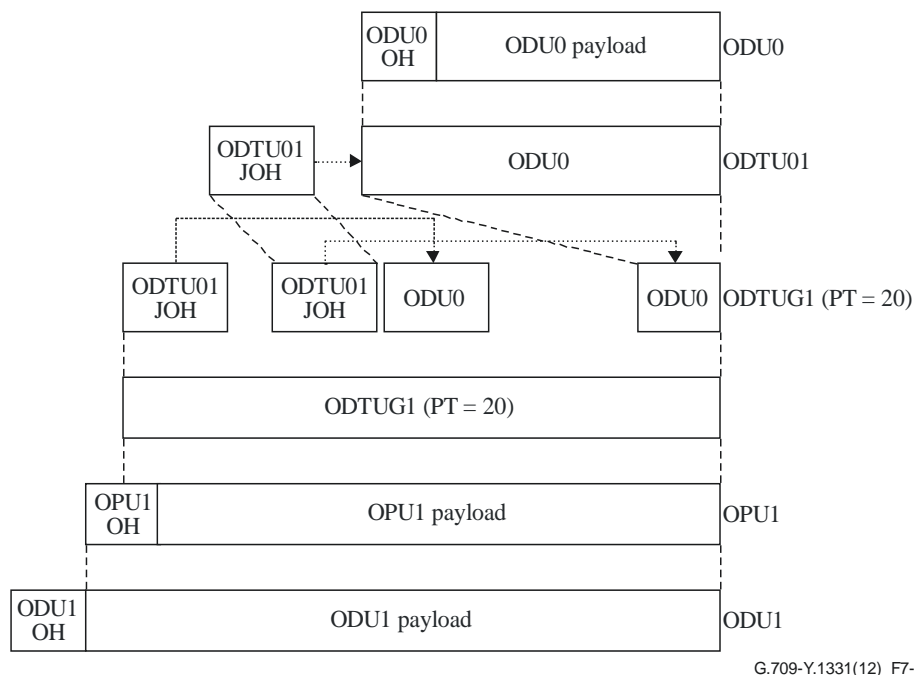 ODU0
OH
ODU0 payload
ODU0
ODTU01
JOH
ODU0
ODTU01
ODTU01
JOH
ODTU01
JOH
ODU0
ODU0
ODTUG1 (PT = 20)
ODTUG1 (PT = 20)
OPU1
OH
OPU1 payload
OPU1
ODU1
OH
ODU1 payload
ODU1
G.709-Y.1331(12)_F7-